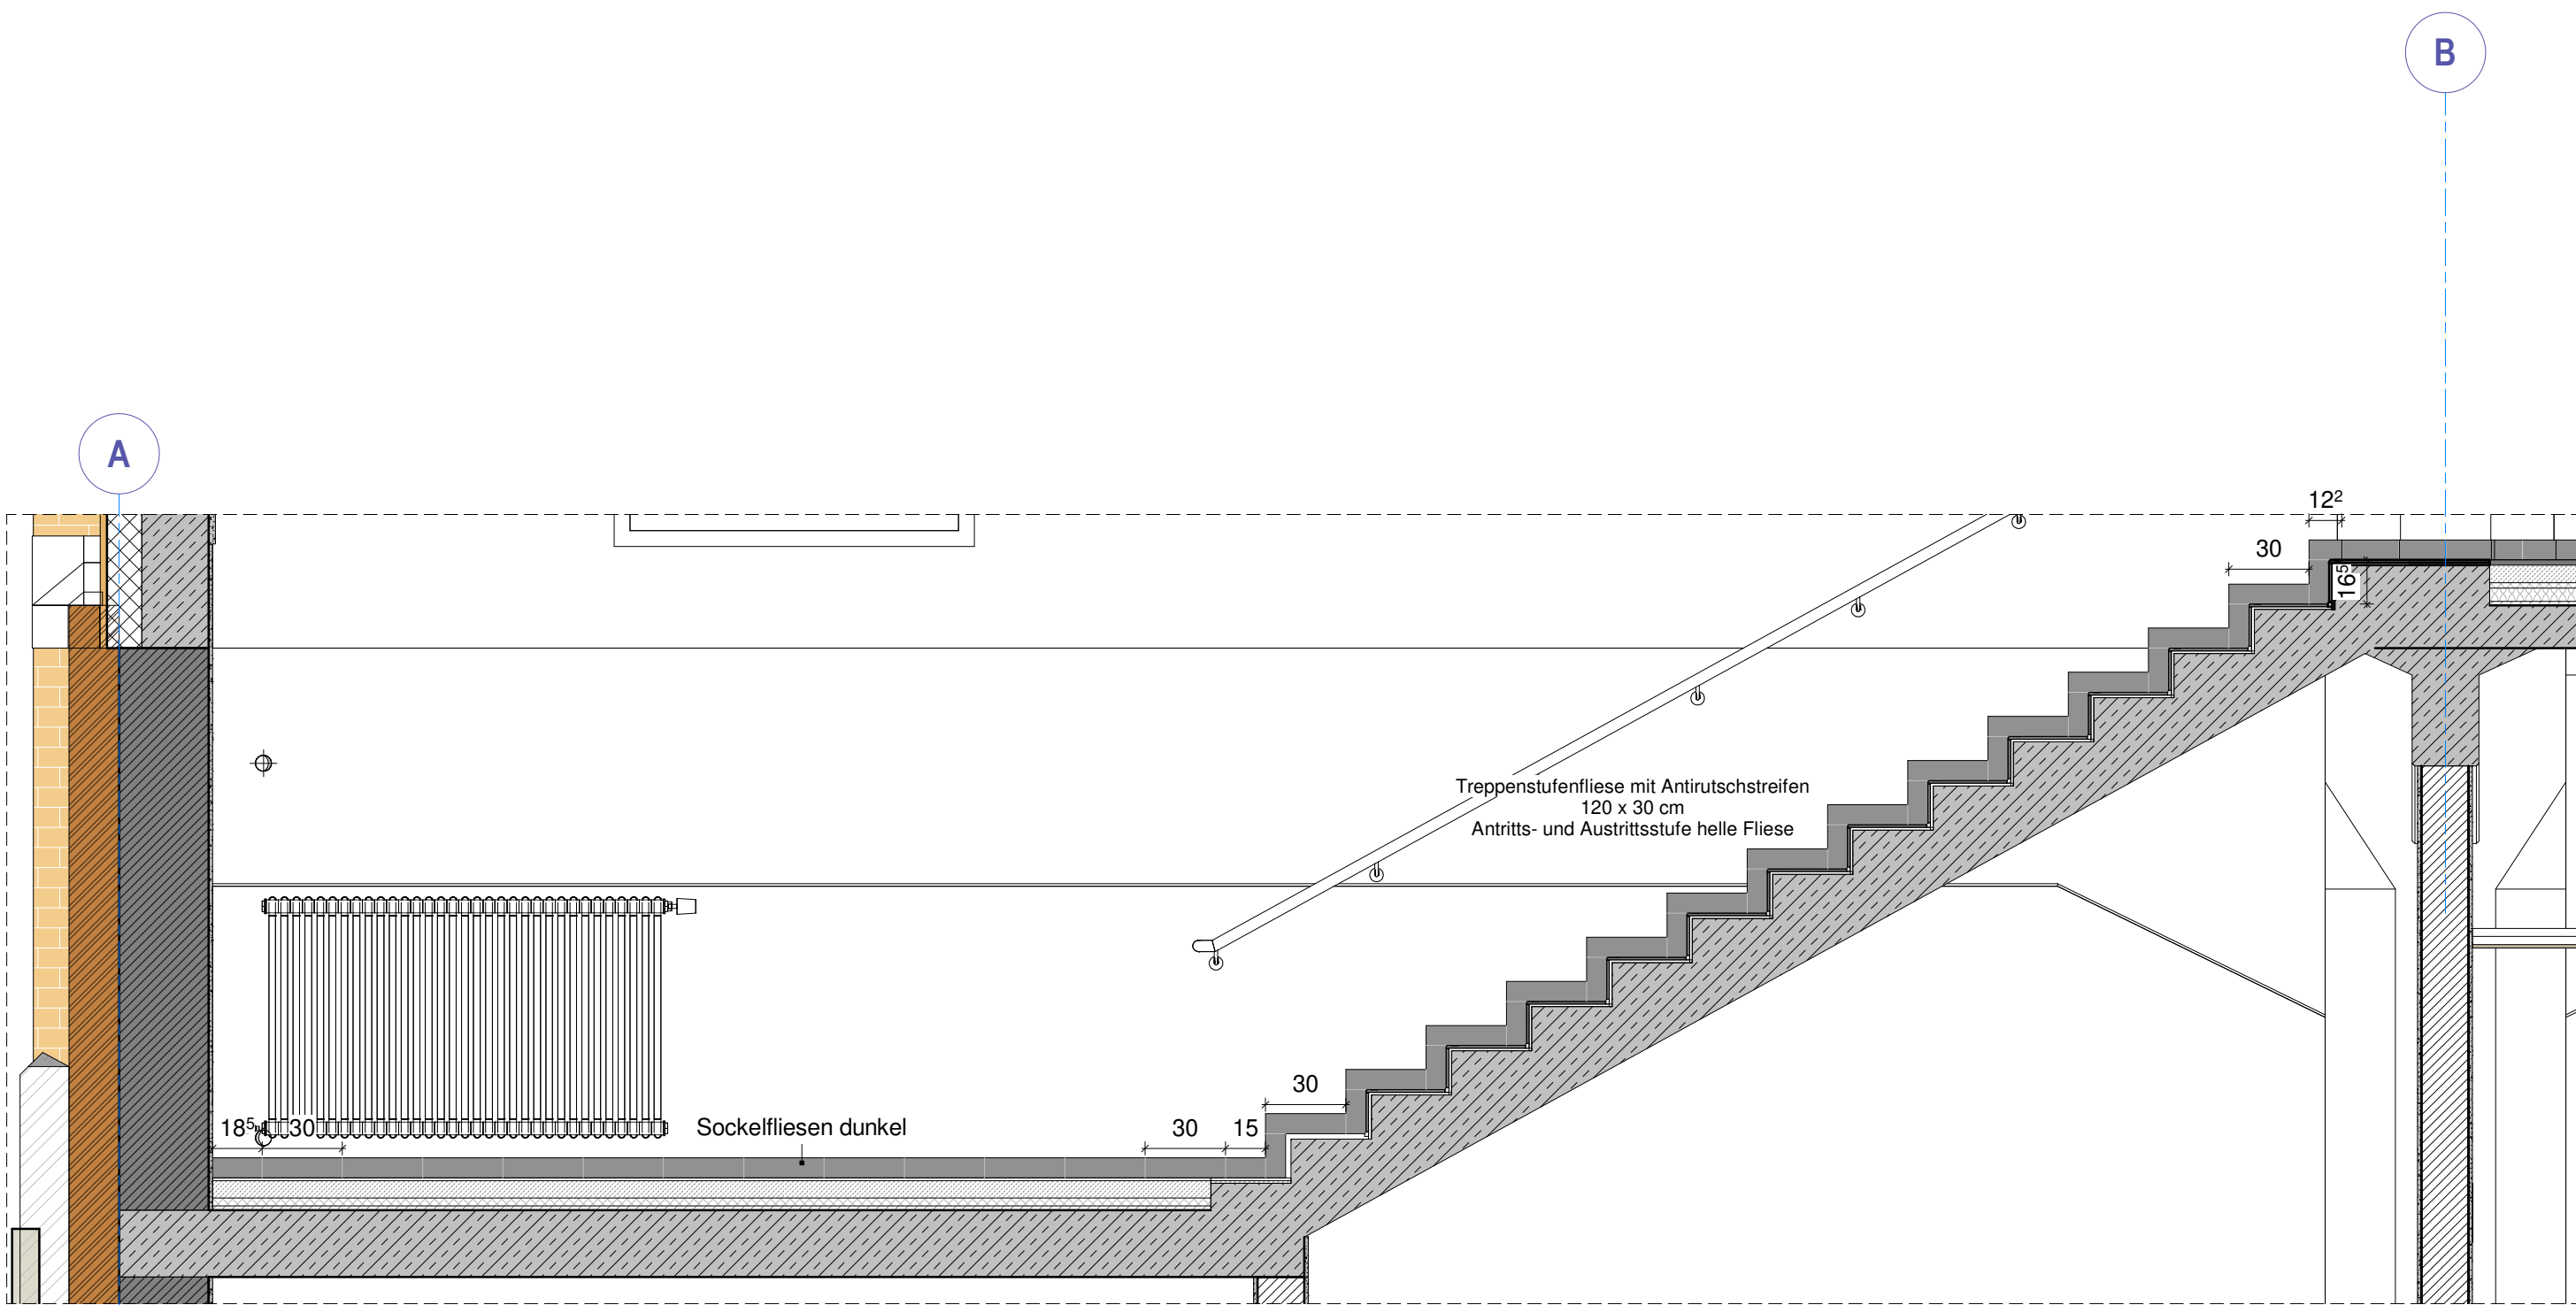 B
A
12²
30
16⁵
Treppenstufenfliese mit Antirutschstreifen
120 x 30 cm
Antritts- und Austrittsstufe helle Fliese
30
18⁵
30
Sockelfliesen dunkel
30
15